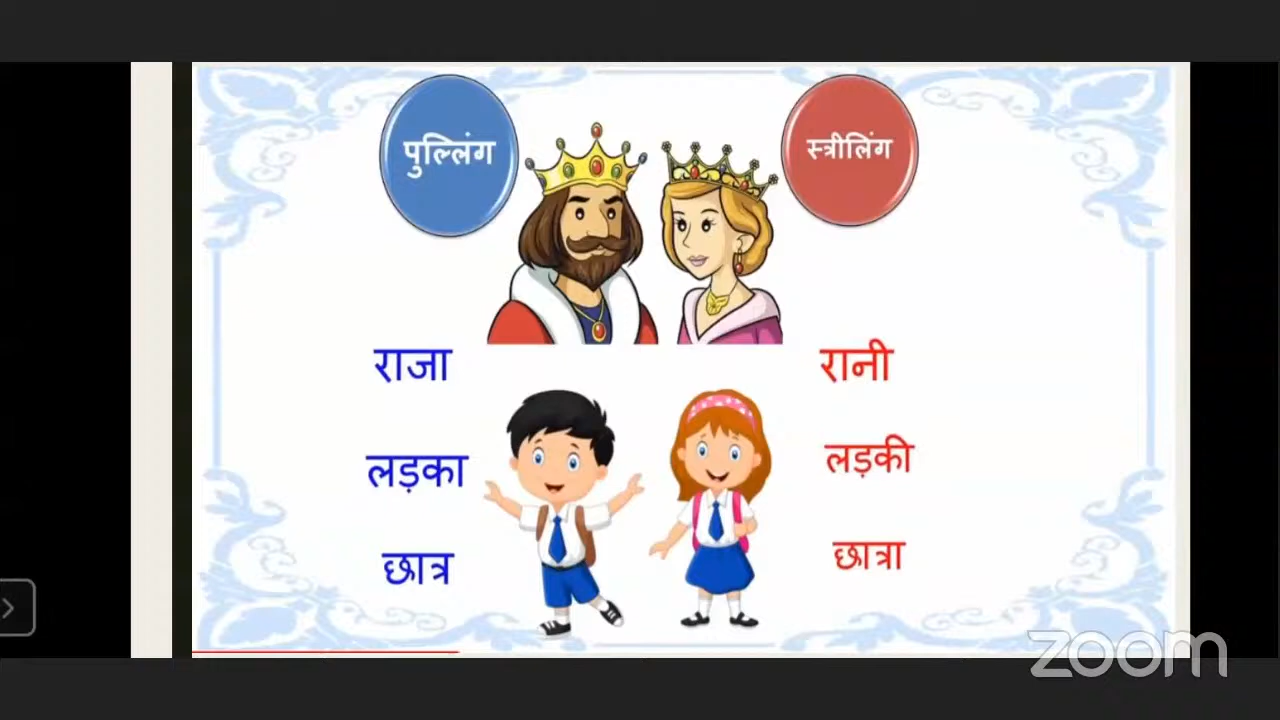 पुल्लिंग
स्त्रीलिंग
राजा
रानी
लड़का
लड़की
छात्र
छात्रा
zoom